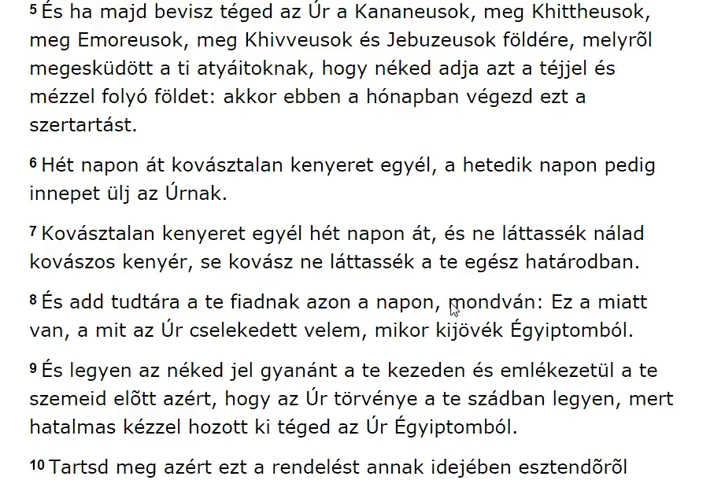 5 És ha majd bevisz téged az Úr a Kananeusok, meg Khittheusok,
meg Emoreusok, meg Khivveusok és Jebuzeusok földére, melyrõl
megesküdött a ti atyáitoknak, hogy néked adja azt a téjjel és
mézzel folyó földet: akkor ebben a hónapban végezd ezt a
szertartást.
6 Hét napon át kovásztalan kenyeret egyél, a hetedik napon pedig
innepet ülj az Úrnak.
7 Kovásztalan kenyeret egyél hét napon át, és ne láttassék nálad
kovászos kenyér, se kovász ne láttassék a te egész határodban.
8 És add tudtára a te fiadnak azon a napon, mondván: Ez a miatt
van, a mit az Úr cselekedett velem, mikor kijövék Égyiptomból.
9 És legyen az néked jel gyanánt a te kezeden és emlékezetül a te
szemeid elõtt azért, hogy az Úr törvénye a te szádban legyen, mert
hatalmas kézzel hozott ki téged az Úr Égyiptomból.
10 Tartsd meg azért ezt a rendelést annak idejében esztendõrõl